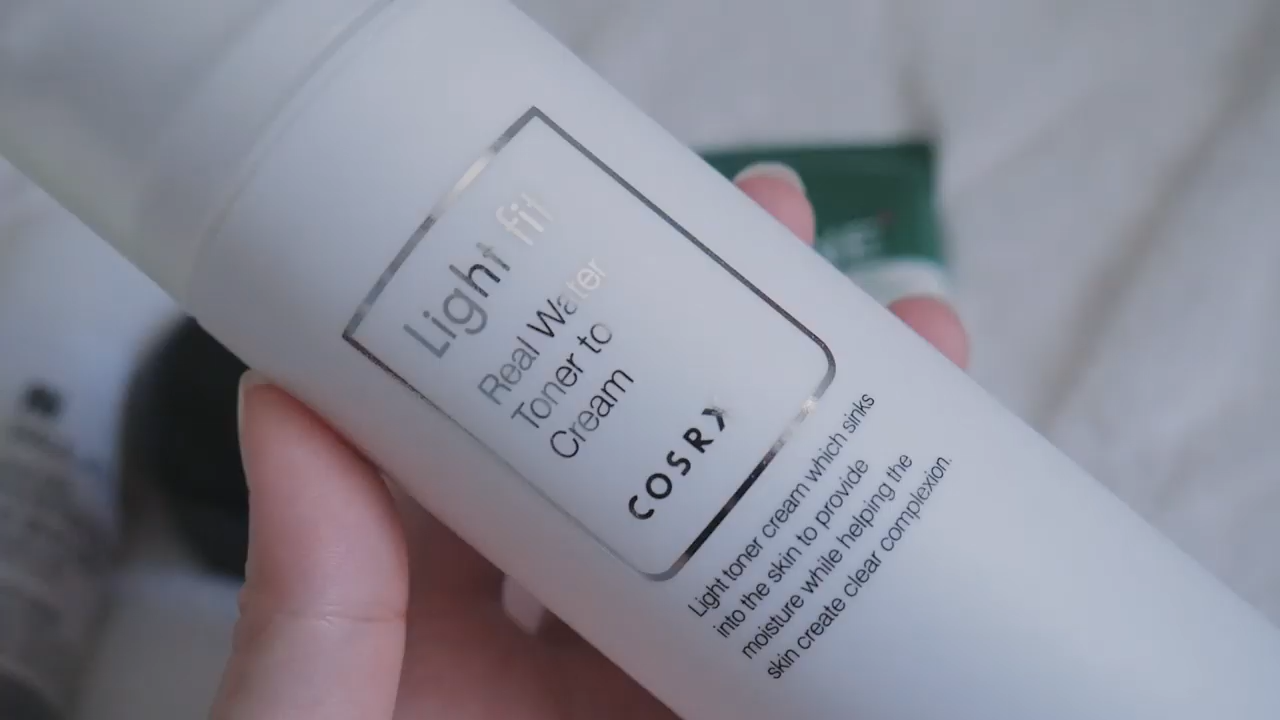 Light fit
Real Water
Toner to
Cream
COSRX
Light toner cream which sinks
into the skin to provide
moisture while helping the
skin create clear complexion.